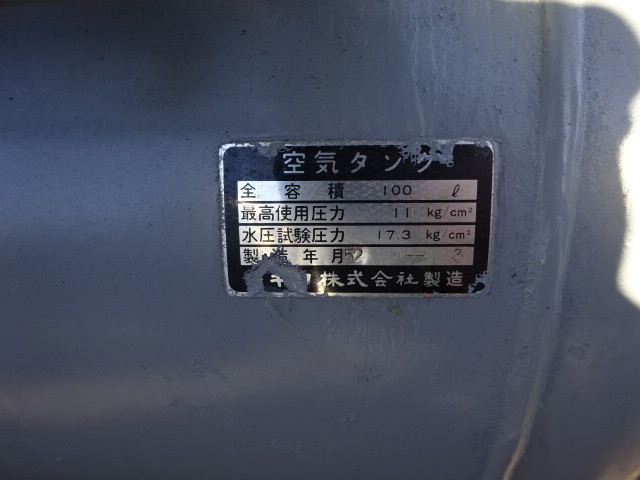 空気タンク
全容積 100 ℓ
最高使用圧力 11 kg/cm²
水圧試験圧力 17.3 kg/cm²
製造年月 52 - 3
株式会社製造